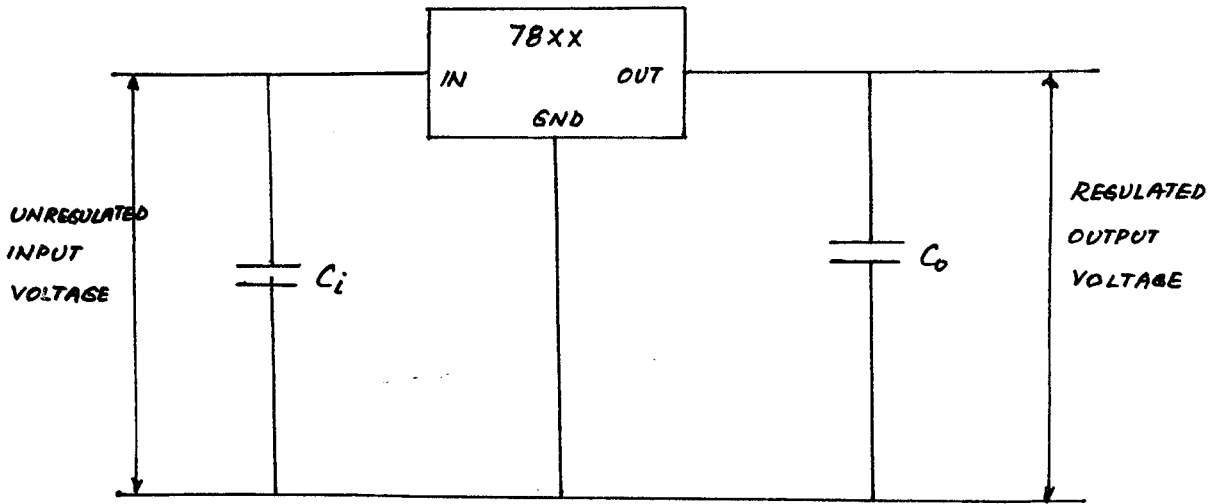 78XX
IN
OUT
GND
UNREGULATED
INPUT
VOLTAGE
Ci
Co
REGULATED
OUTPUT
VOLTAGE